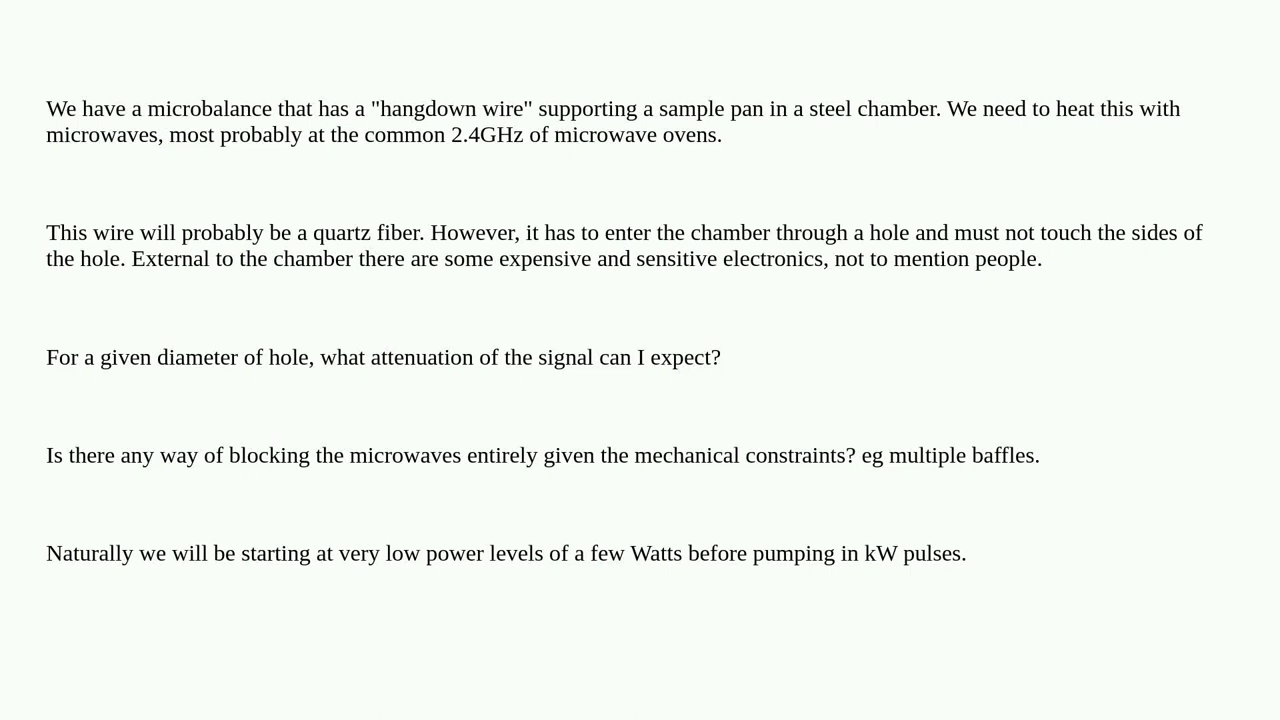 We have a microbalance that has a "hangdown wire" supporting a sample pan in a steel chamber. We need to heat this with
microwaves, most probably at the common 2.4GHz of microwave ovens.
This wire will probably be a quartz fiber. However, it has to enter the chamber through a hole and must not touch the sides of
the hole. External to the chamber there are some expensive and sensitive electronics, not to mention people.
For a given diameter of hole, what attenuation of the signal can I expect?
Is there any way of blocking the microwaves entirely given the mechanical constraints? eg multiple baffles.
Naturally we will be starting at very low power levels of a few Watts before pumping in kW pulses.